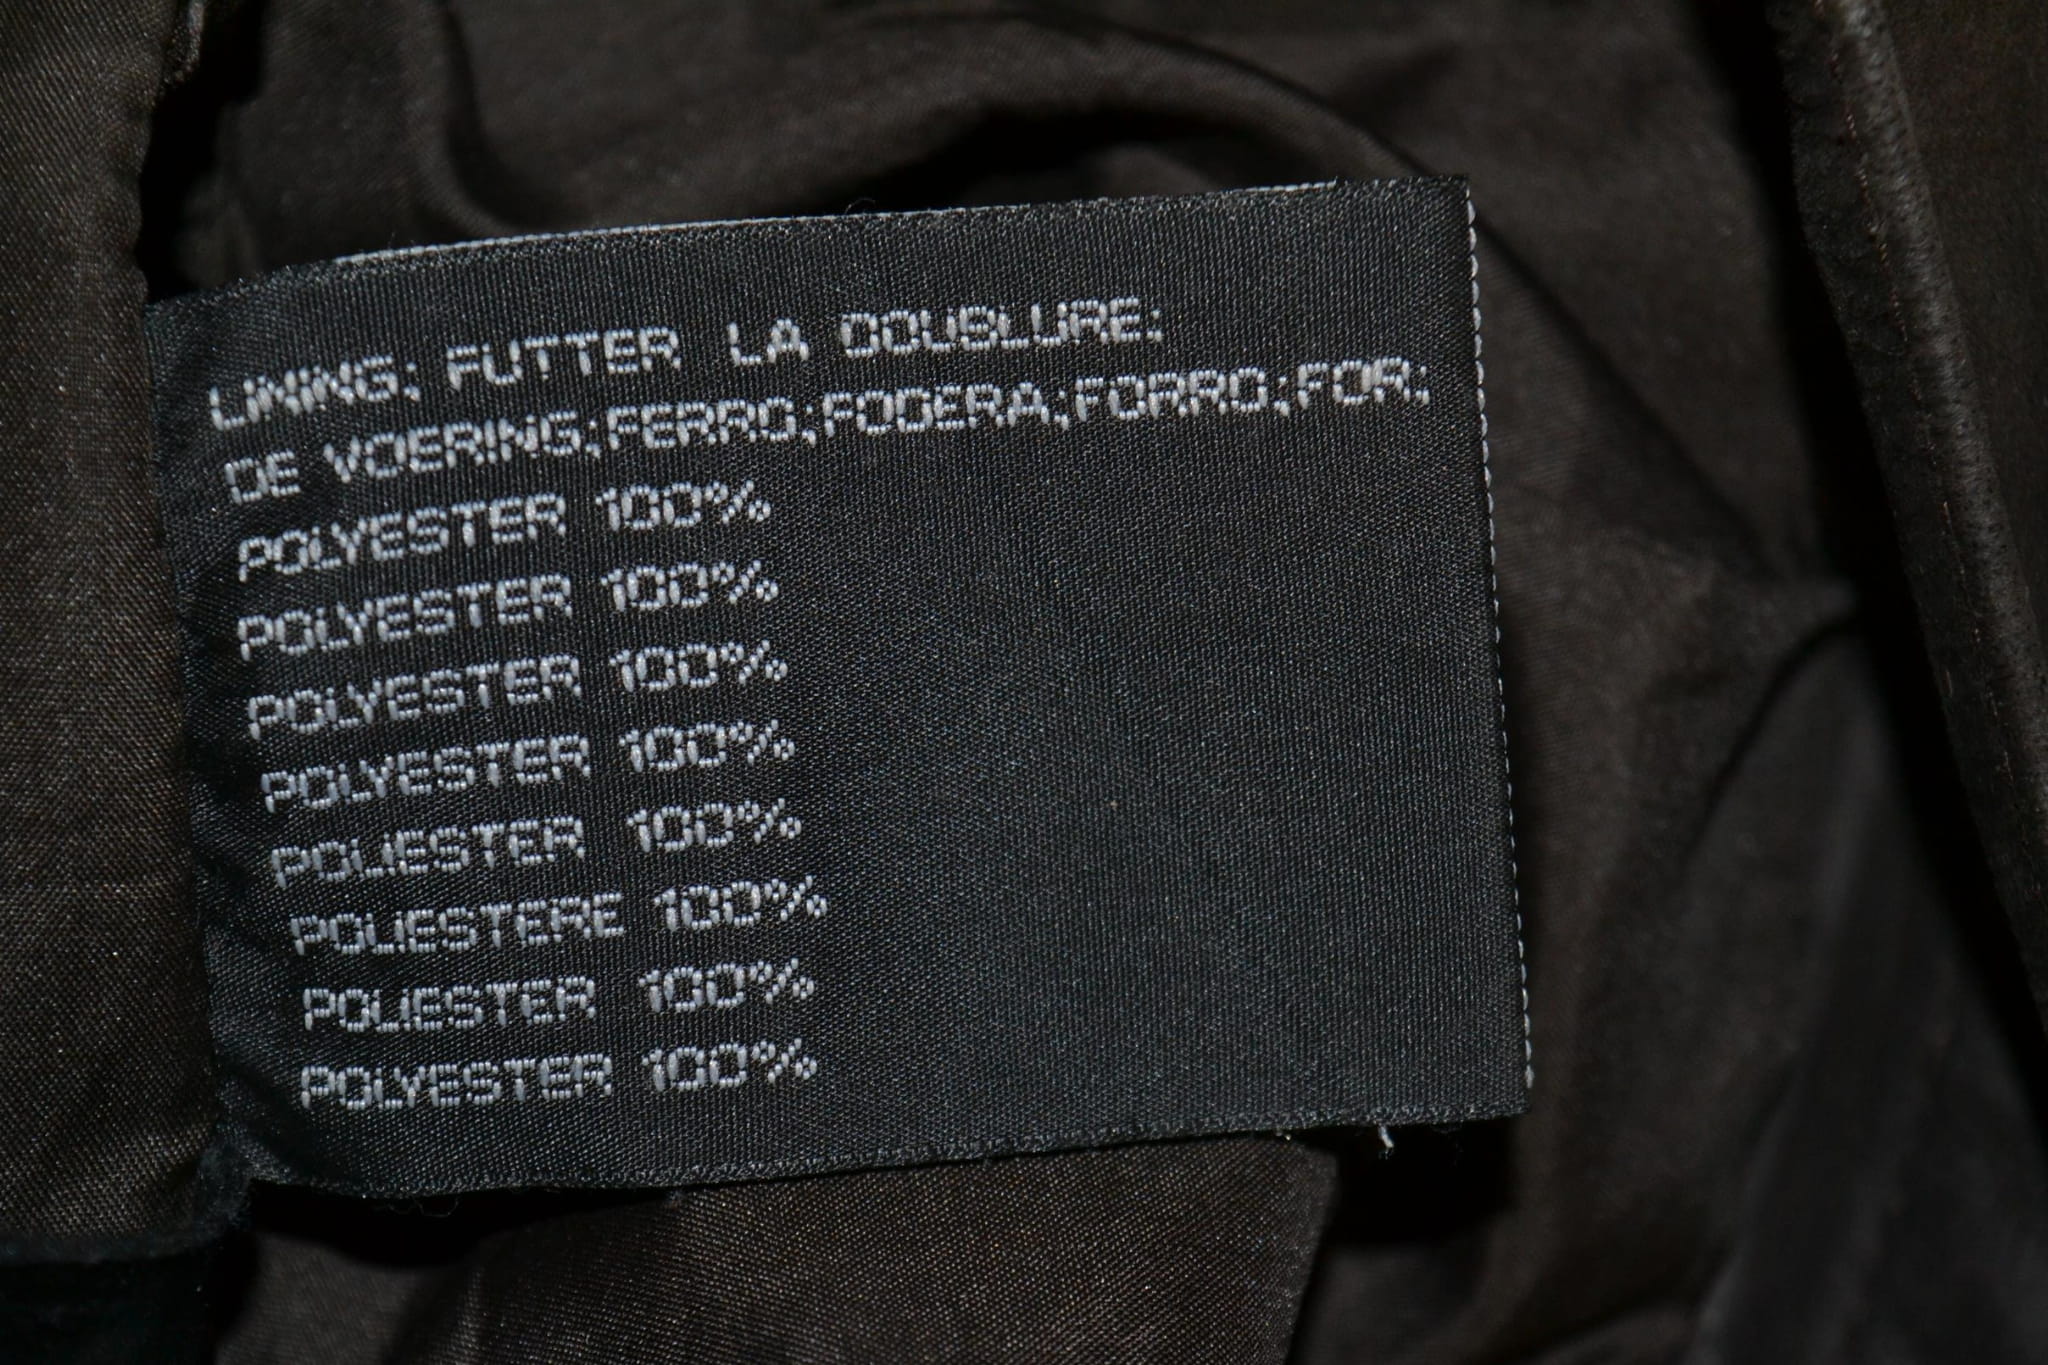 LINING; FUTTER LA DOUBLURE;
DE VOERING;FERRO;FODERA;FORRO;FOR.;
POLYESTER 100%
POLYESTER 100%
POLYESTER 100%
POLYESTER 100%
POLIESTER 100%
POLIESTERE 100%
POLIESTER 100%
POLYESTER 100%